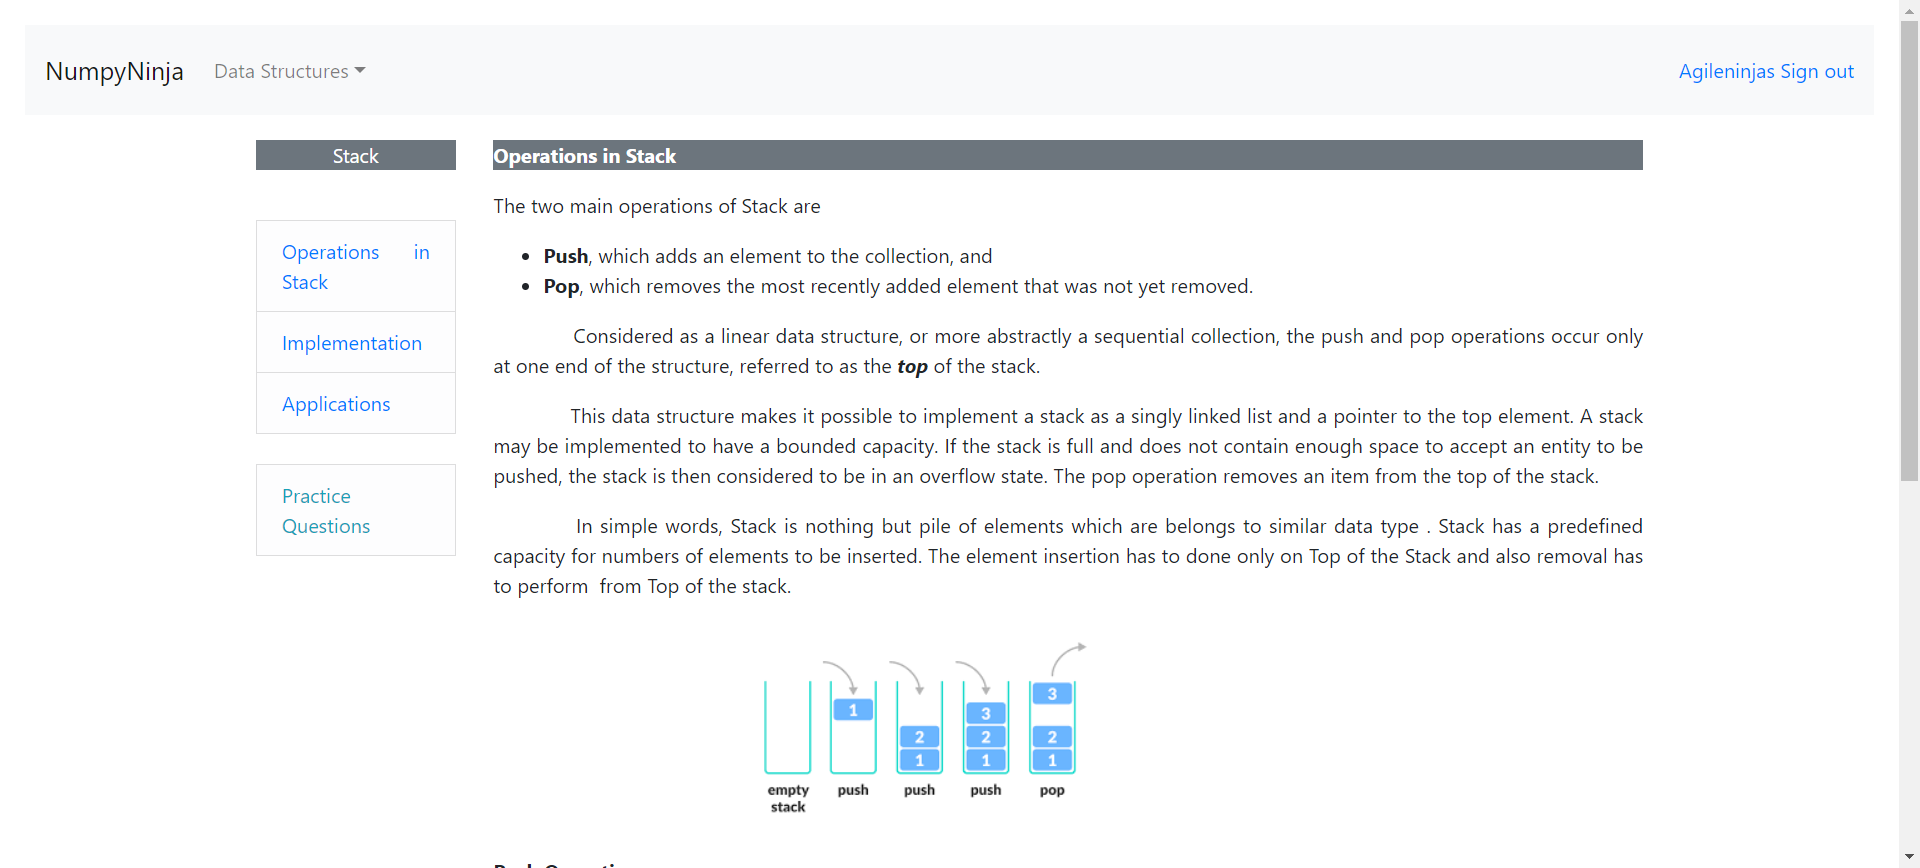 NumpyNinja Data Structures Agileninjas Sign out
Stack
Operations in
Stack
Implementation
Applications
Practice
Questions
Operations in Stack
The two main operations of Stack are
Push, which adds an element to the collection, and
Pop, which removes the most recently added element that was not yet removed.
Considered as a linear data structure, or more abstractly a sequential collection, the push and pop operations occur only
at one end of the structure, referred to as the top of the stack.
This data structure makes it possible to implement a stack as a singly linked list and a pointer to the top element. A stack
may be implemented to have a bounded capacity. If the stack is full and does not contain enough space to accept an entity to be
pushed, the stack is then considered to be in an overflow state. The pop operation removes an item from the top of the stack.
In simple words, Stack is nothing but pile of elements which are belongs to similar data type . Stack has a predefined
capacity for numbers of elements to be inserted. The element insertion has to done only on Top of the Stack and also removal has
to perform  from Top of the stack.
1
2
1
3
2
1
3
2
1
empty
stack
push
push
push
pop